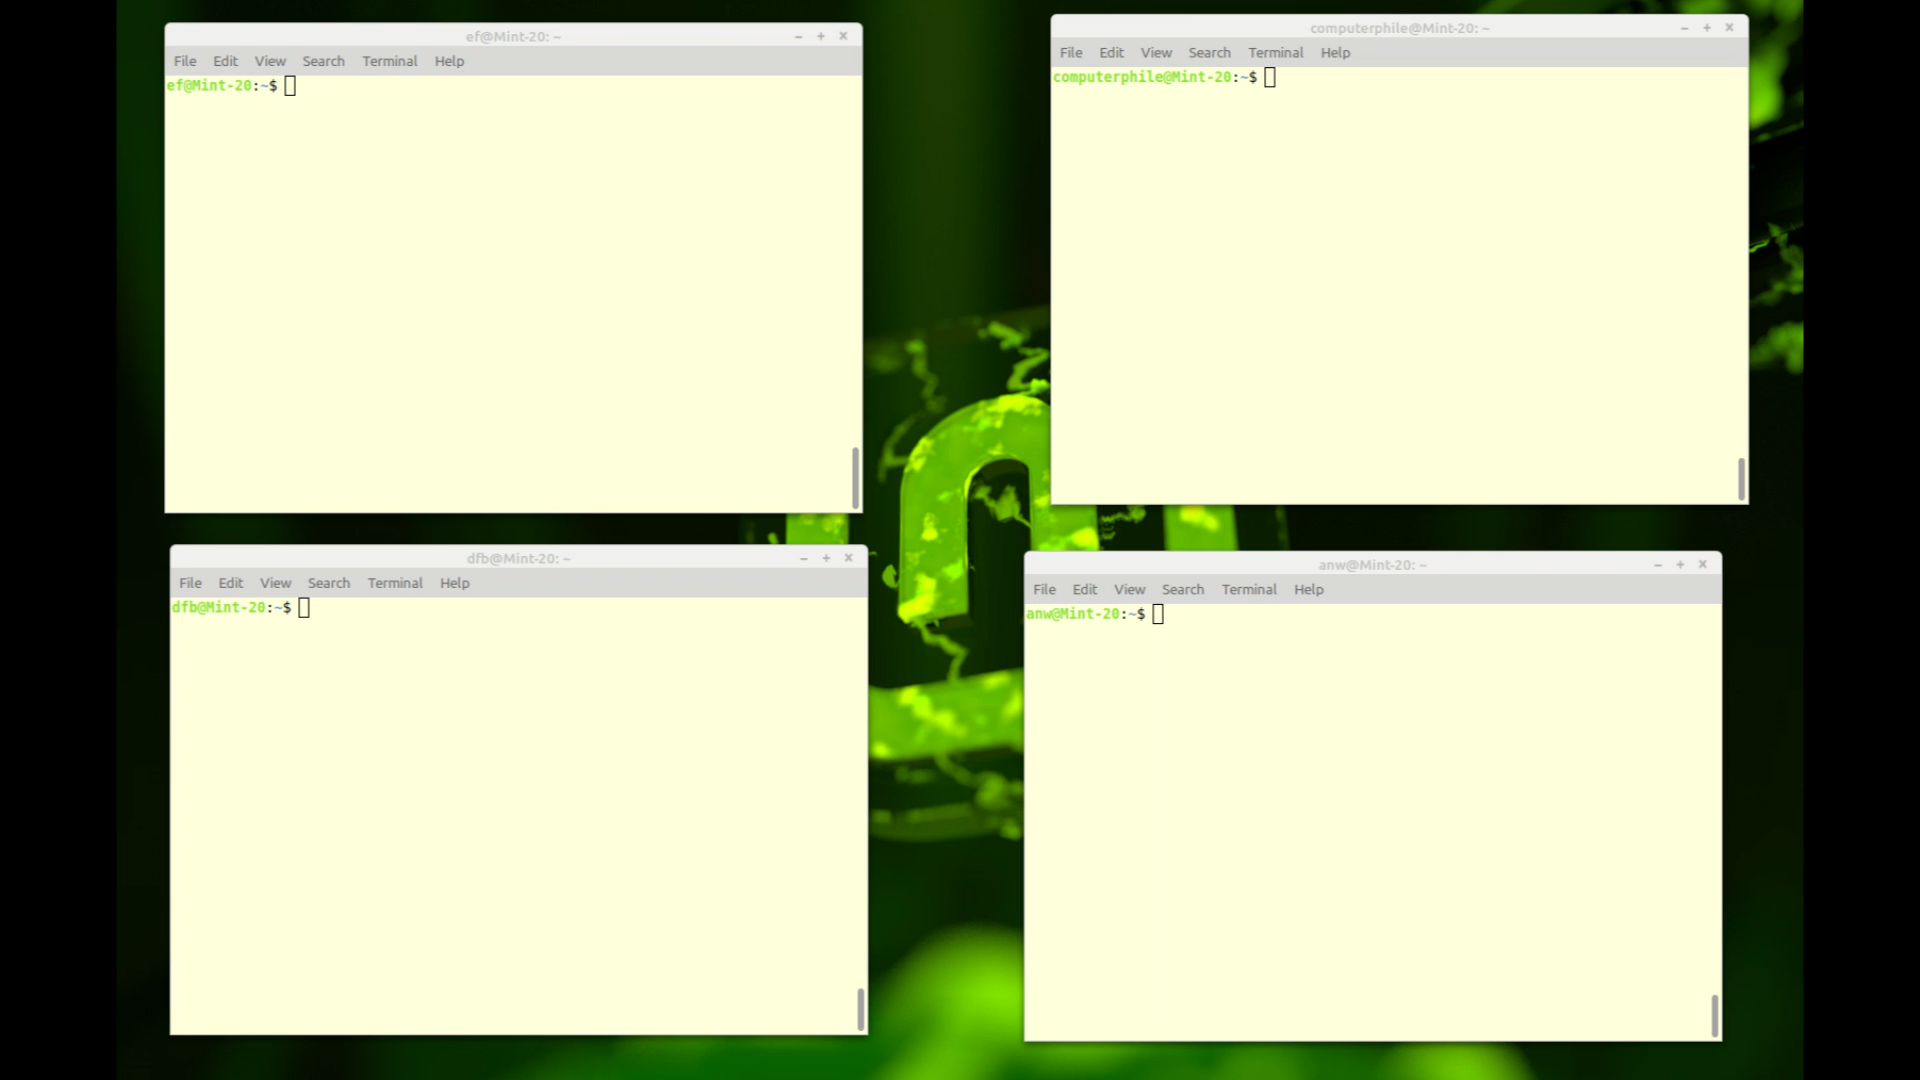 ef@Mint-20: ~
File Edit View Search Terminal Help
ef@Mint-20:~$
computerphile@Mint-20: ~
File Edit View Search Terminal Help
computerphile@Mint-20:~$
dfb@Mint-20: ~
File Edit View Search Terminal Help
dfb@Mint-20:~$
anw@Mint-20: ~
File Edit View Search Terminal Help
anw@Mint-20:~$